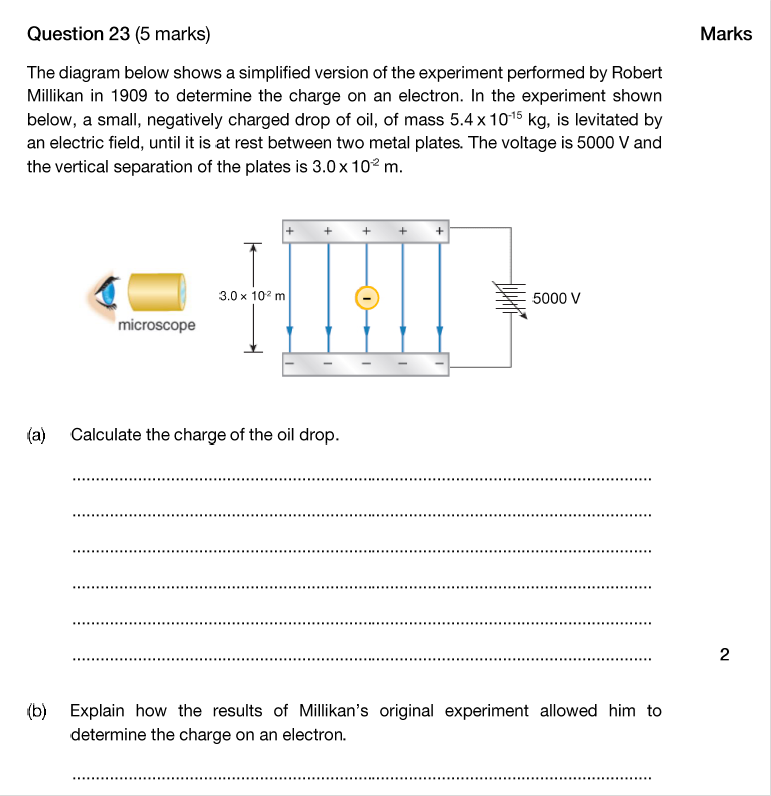 Question 23 (5 marks) Marks
The diagram below shows a simplified version of the experiment performed by Robert
Millikan in 1909 to determine the charge on an electron. In the experiment shown
below, a small, negatively charged drop of oil, of mass 5.4 x 10⁻¹⁵ kg, is levitated by
an electric field, until it is at rest between two metal plates. The voltage is 5000 V and
the vertical separation of the plates is 3.0 x 10⁻² m.
+ + + + +
3.0 × 10⁻² m
−
5000 V
microscope
− − − − −
(a) Calculate the charge of the oil drop.
2
(b) Explain how the results of Millikan's original experiment allowed him to
determine the charge on an electron.